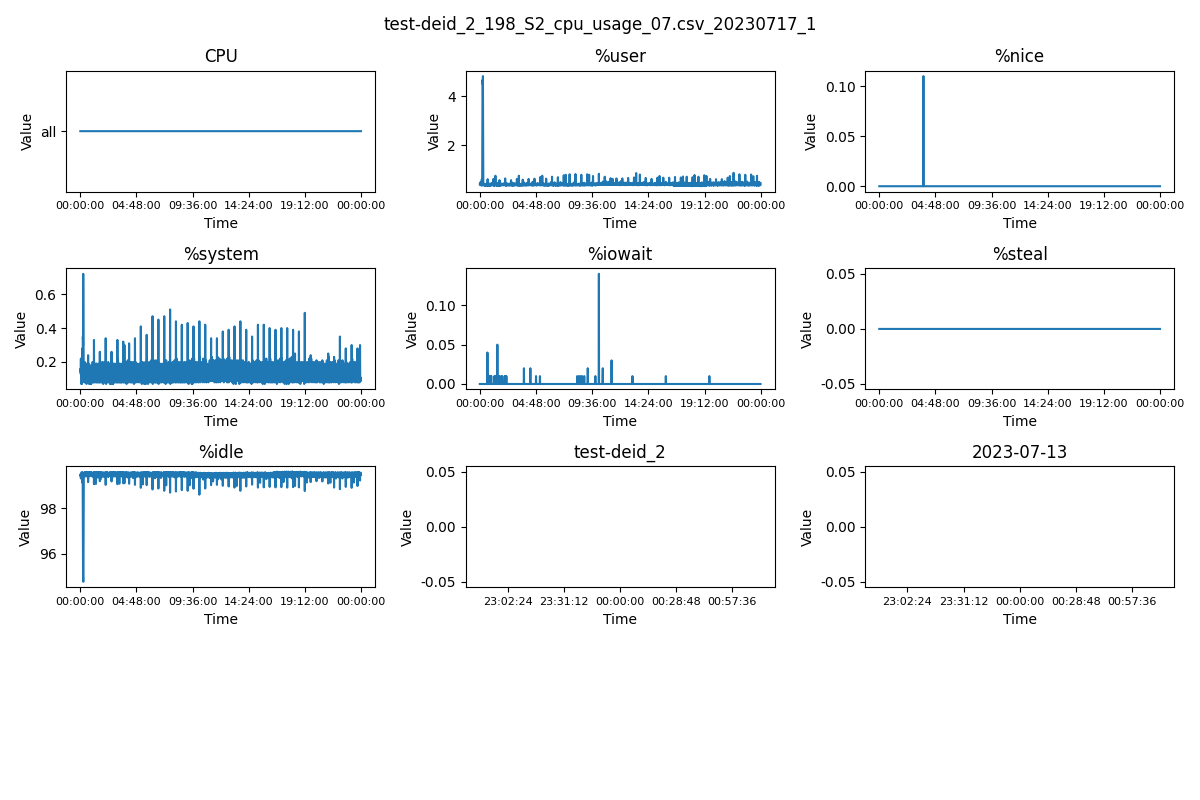 test-deid_2_198_S2_cpu_usage_07.csv_20230717_1
CPU
Value
all
00:00:00 04:48:00 09:36:00 14:24:00 19:12:00 00:00:00
Time
%user
Value
4
2
00:00:00 04:48:00 09:36:00 14:24:00 19:12:00 00:00:00
Time
%nice
Value
0.10
0.05
0.00
00:00:00 04:48:00 09:36:00 14:24:00 19:12:00 00:00:00
Time
%system
Value
0.6
0.4
0.2
00:00:00 04:48:00 09:36:00 14:24:00 19:12:00 00:00:00
Time
%iowait
Value
0.10
0.05
0.00
00:00:00 04:48:00 09:36:00 14:24:00 19:12:00 00:00:00
Time
%steal
Value
0.05
0.00
-0.05
00:00:00 04:48:00 09:36:00 14:24:00 19:12:00 00:00:00
Time
%idle
Value
98
96
00:00:00 04:48:00 09:36:00 14:24:00 19:12:00 00:00:00
Time
test-deid_2
Value
0.05
0.00
-0.05
23:02:24 23:31:12 00:00:00 00:28:48 00:57:36
Time
2023-07-13
Value
0.05
0.00
-0.05
23:02:24 23:31:12 00:00:00 00:28:48 00:57:36
Time